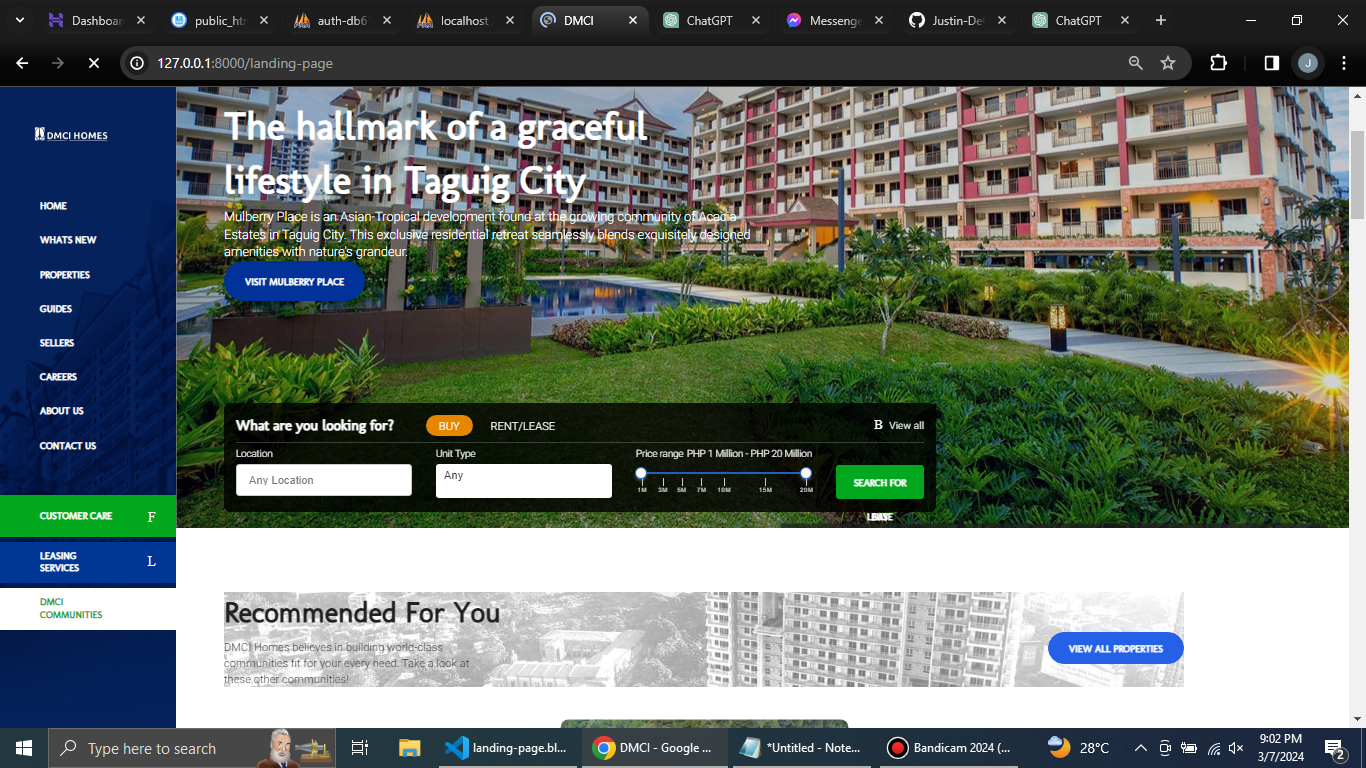 Dashboar
public_ht
auth-db6
localhost
DMCI
ChatGPT
Messenge
Justin-De
ChatGPT
127.0.0.1:8000/landing-page
J
DMCI HOMES
HOME
WHATS NEW
PROPERTIES
GUIDES
SELLERS
CAREERS
ABOUT US
CONTACT US
CUSTOMER CARE F
LEASING
SERVICES L
DMCI
COMMUNITIES
The hallmark of a graceful
lifestyle in Taguig City
Mulberry Place is an Asian-Tropical development found at the growing community of Acacia
Estates in Taguig City. This exclusive residential retreat seamlessly blends exquisitely designed
amenities with nature's grandeur.
VISIT MULBERRY PLACE
What are you looking for? BUY RENT/LEASE B View all
Location Unit Type Price range PHP 1 Million - PHP 20 Million
Any Location Any SEARCH FOR
1M 3M 5M 7M 10M 15M 20M
Recommended For You
DMCI Homes believes in building world-class
communities fit for your every need. Take a look at
these other communities!
VIEW ALL PROPERTIES
Type here to search
landing-page.bl...
DMCI - Google ...
*Untitled - Note...
Bandicam 2024 (...
28°C
9:02 PM
3/7/2024
2